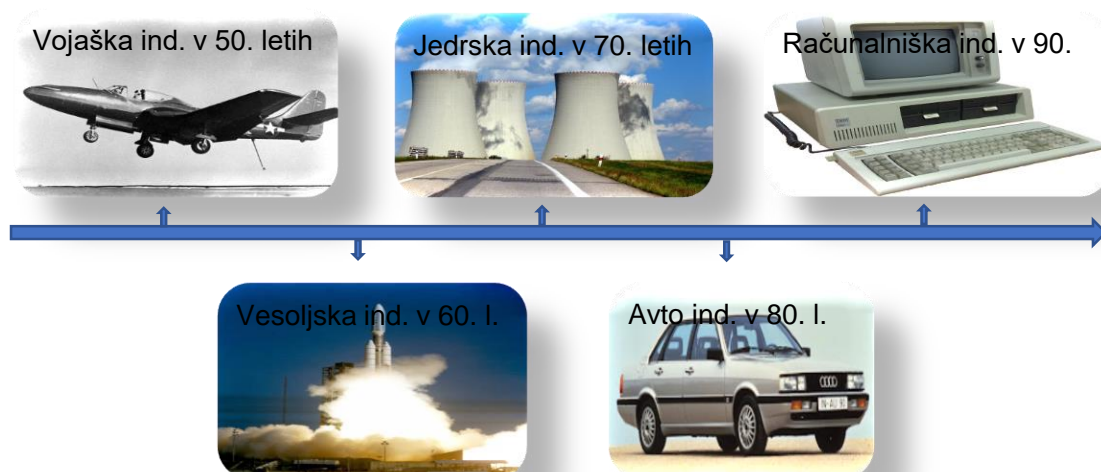 Vojaška ind. v 50. letih
Jedrska ind. v 70. letih
Računalniška ind. v 90.
Vesoljska ind. v 60. l.
Avto ind. v 80. l.